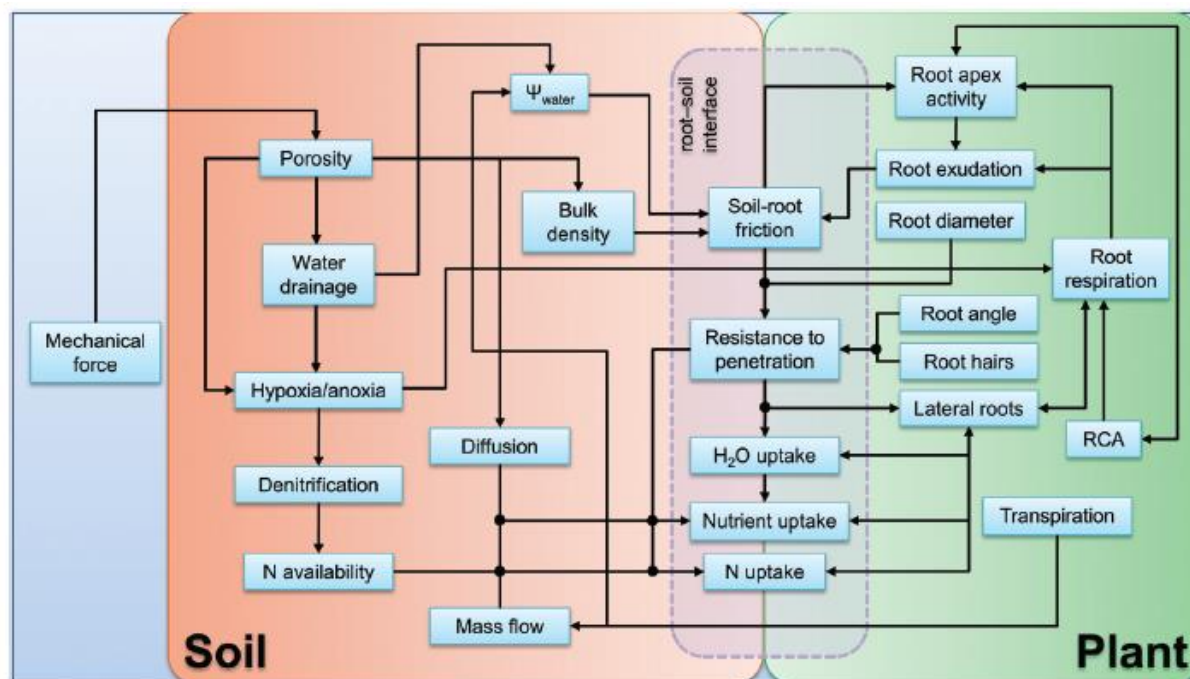 Ψwater
root–soil
interface
Root apex
activity
Porosity
Root exudation
Bulk
density
Soil-root
friction
Root diameter
Water
drainage
Root
respiration
Mechanical
force
Resistance to
penetration
Root angle
Root hairs
Hypoxia/anoxia
Lateral roots
Diffusion
H₂O uptake
RCA
Denitrification
Nutrient uptake
Transpiration
N availability
N uptake
Mass flow
Soil
Plant